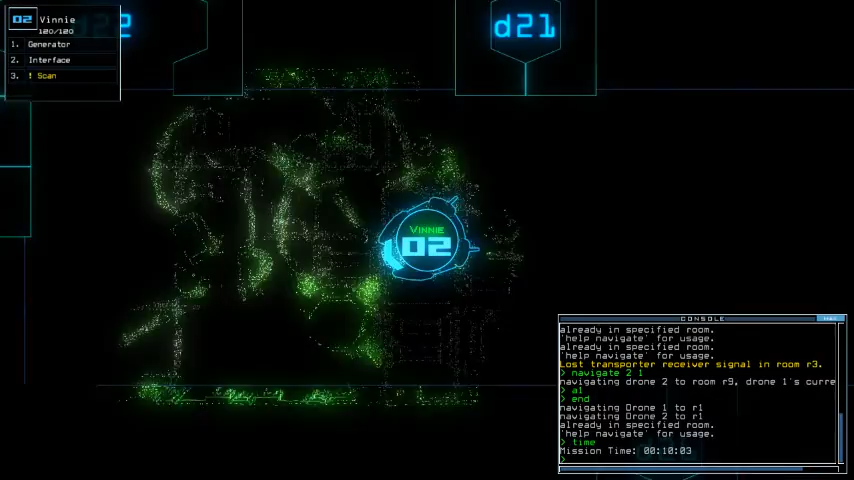 02 Vinnie
120/120
1. Generator
2. Interface
3. ! Scan
d21
VINNIE
02
CONSOLE
already in specified room.
'help navigate' for usage.
already in specified room.
'help navigate' for usage.
Lost transporter receiver signal in room r3.
> navigate 2 1
navigating drone 2 to room r9, drone 1's curre
> a1
> end
navigating Drone 1 to r1
navigating Drone 2 to r1
already in specified room.
'help navigate' for usage.
> time
Mission Time: 00:10:03
>